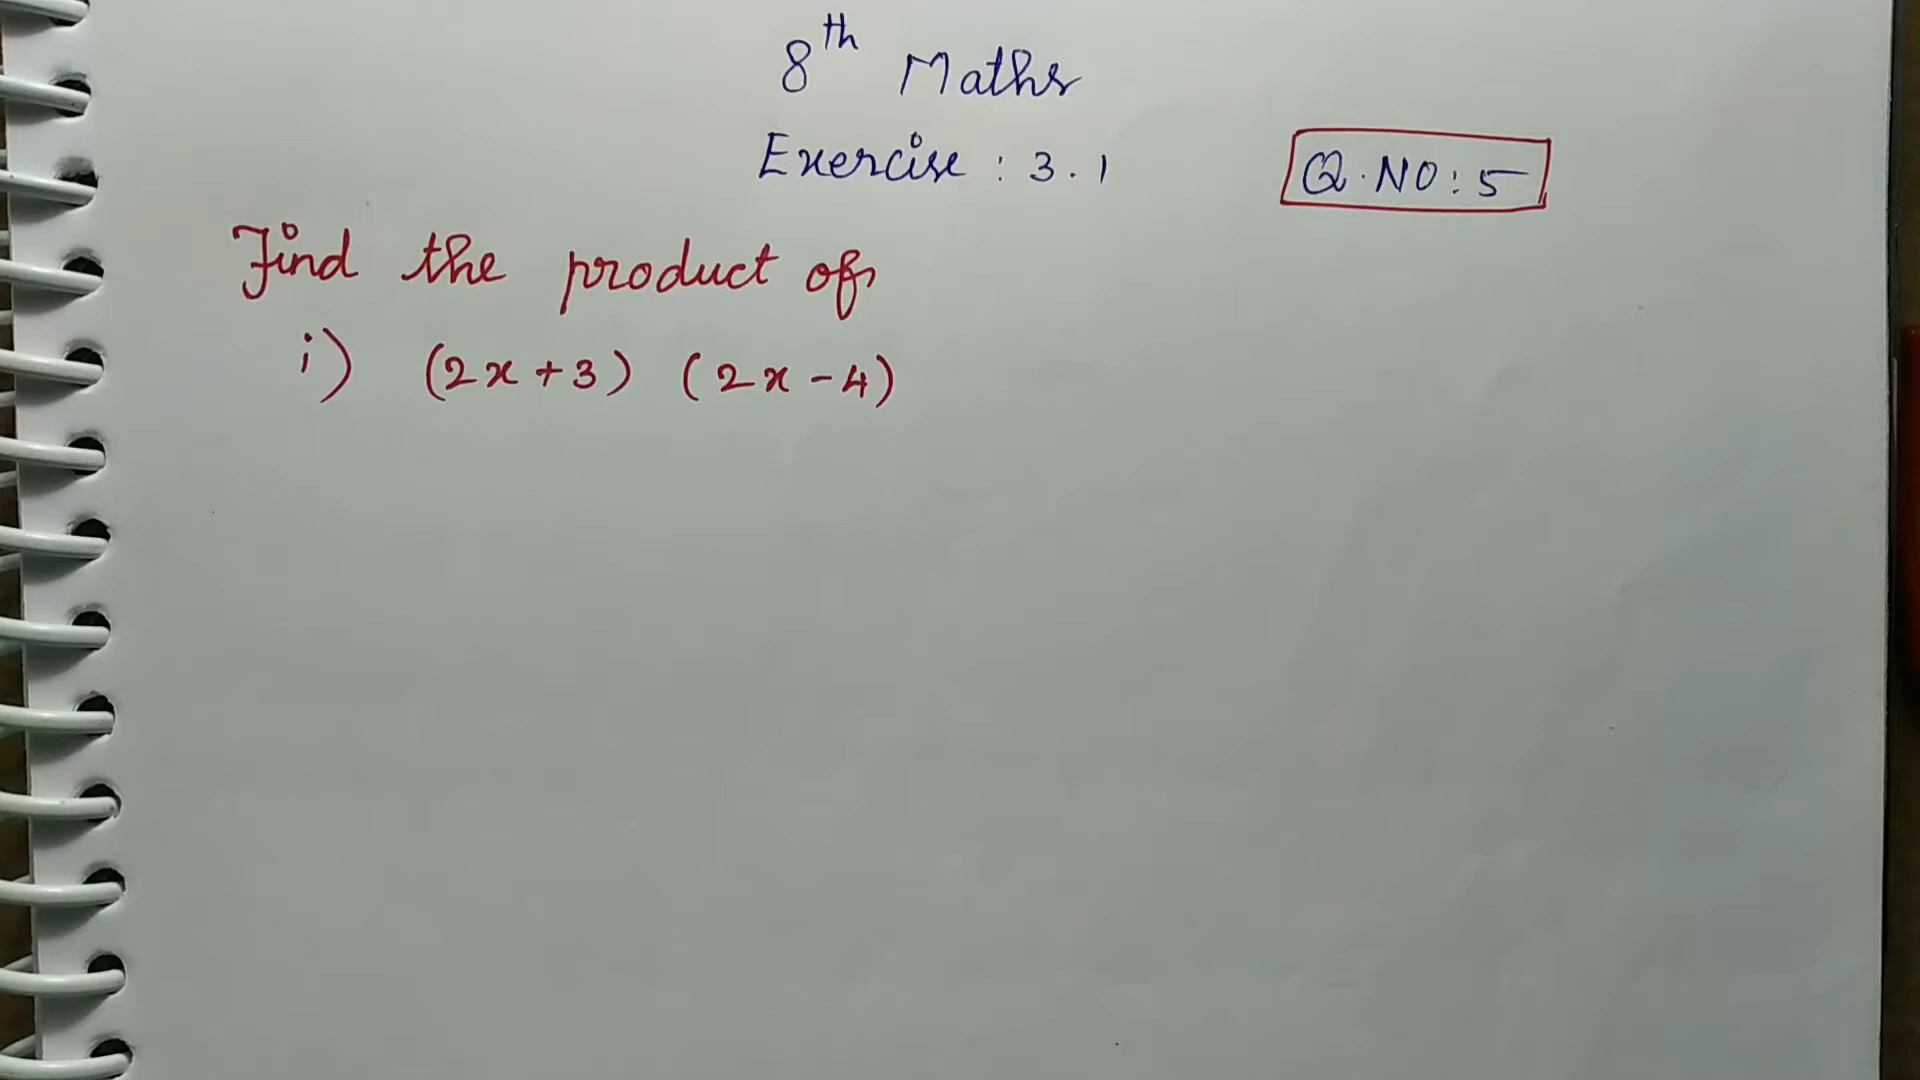 8th Maths
Exercise : 3.1
Q.NO:5
Find the product of
i) (2x+3) (2x-4)